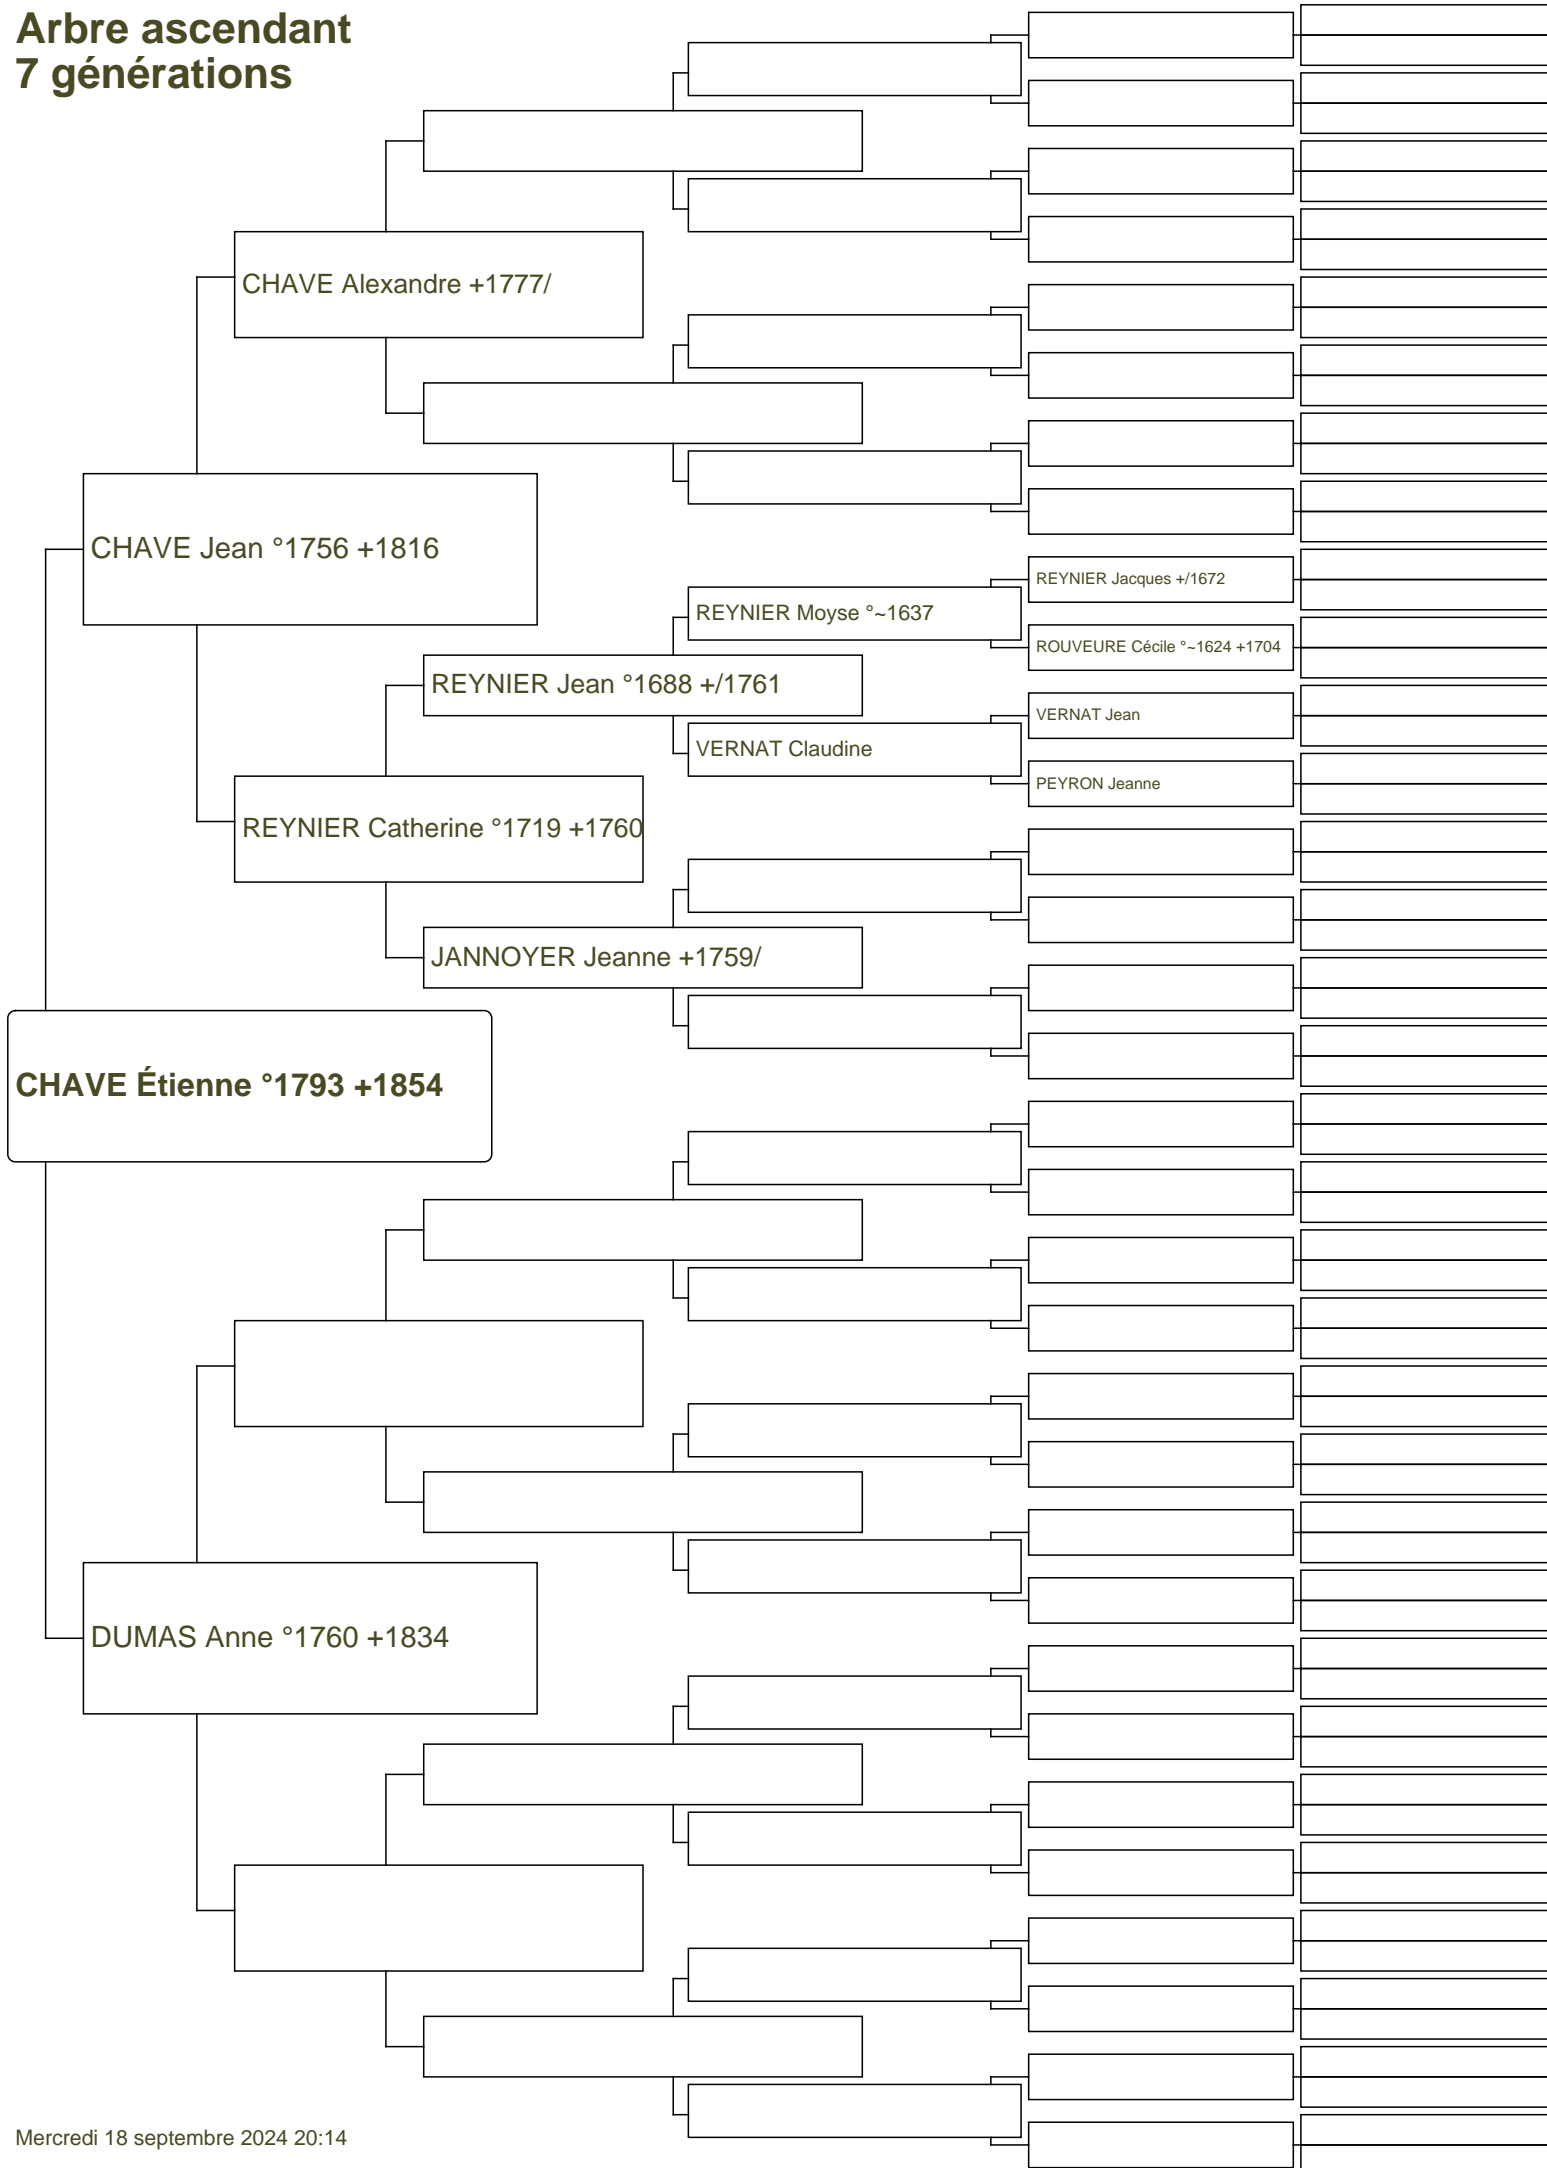 Arbre ascendant
7 générations
CHAVE Alexandre +1777/
CHAVE Jean °1756 +1816
REYNIER Jacques +/1672
REYNIER Moyse °~1637
ROUVEURE Cécile °~1624 +1704
REYNIER Jean °1688 +/1761
VERNAT Jean
VERNAT Claudine
PEYRON Jeanne
REYNIER Catherine °1719 +1760
JANNOYER Jeanne +1759/
CHAVE Étienne °1793 +1854
DUMAS Anne °1760 +1834
Mercredi 18 septembre 2024 20:14